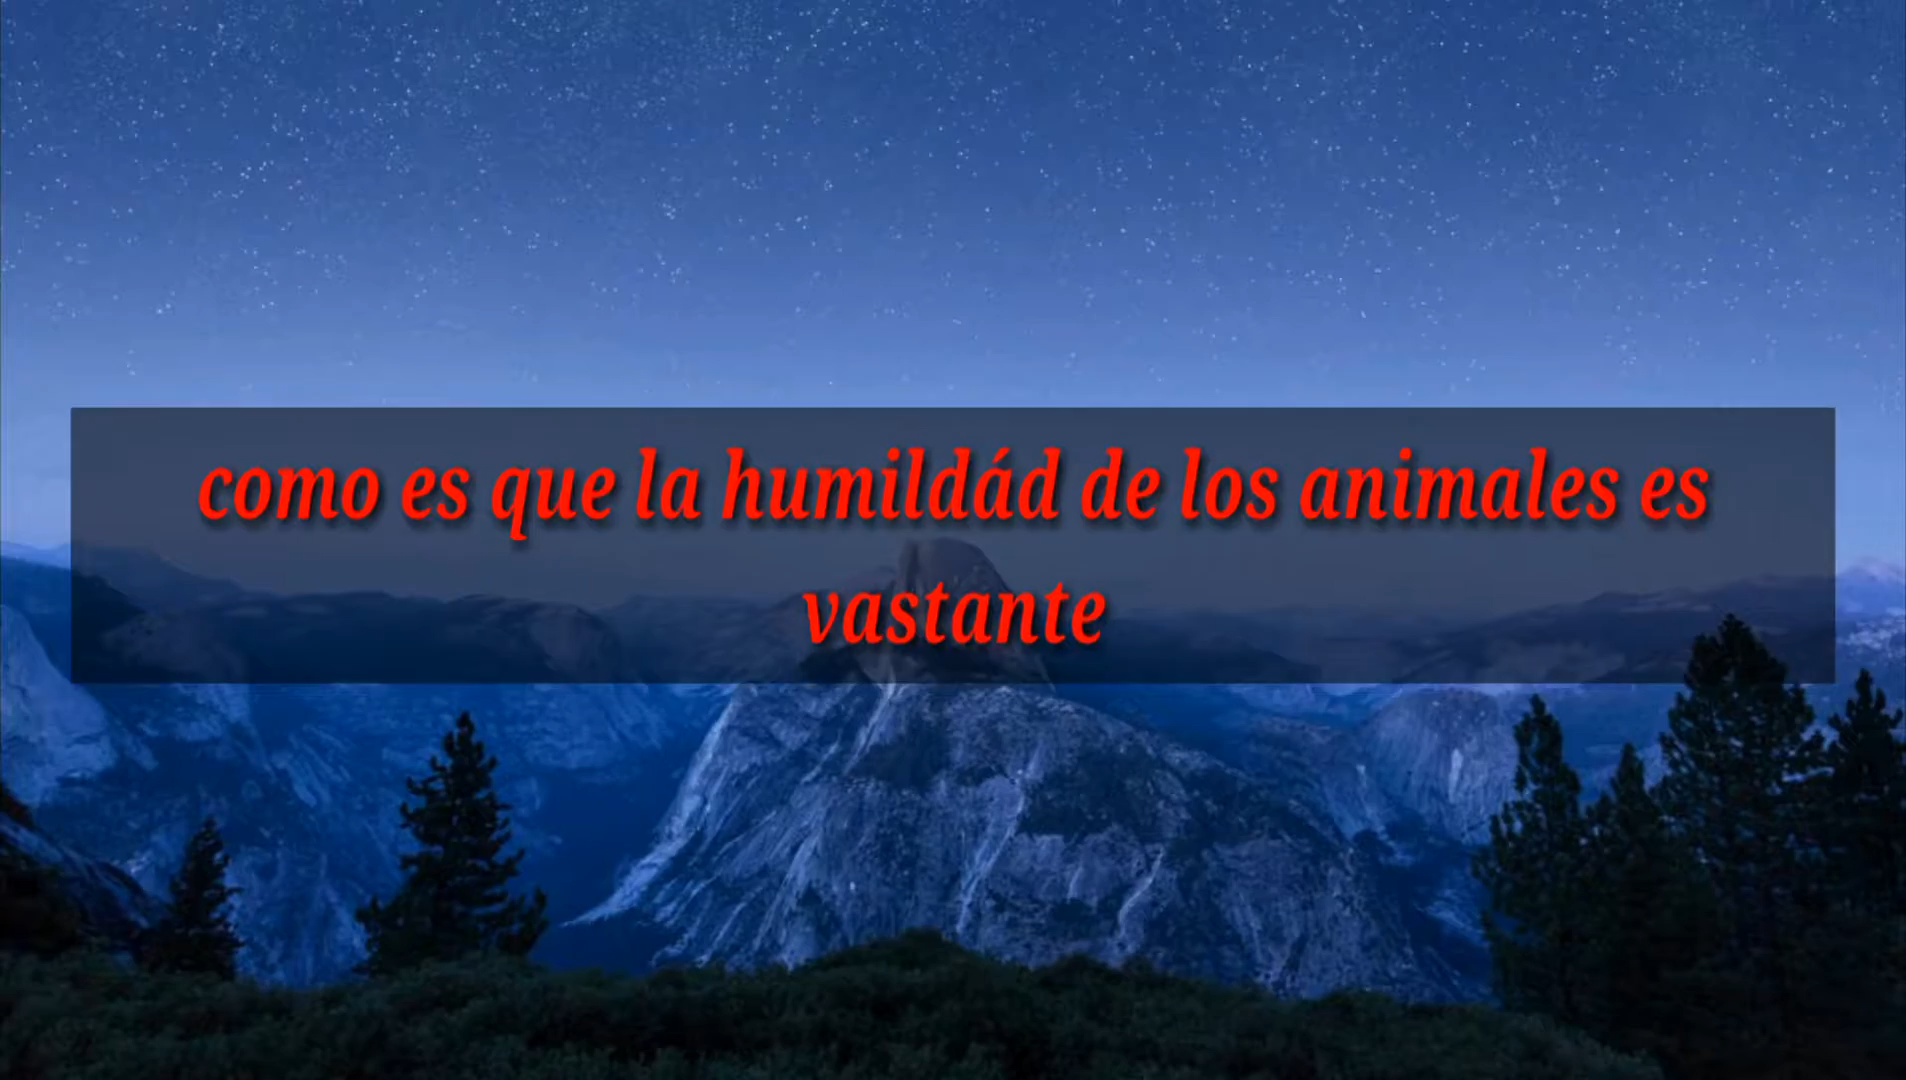 como es que la humildád de los animales es
vastante